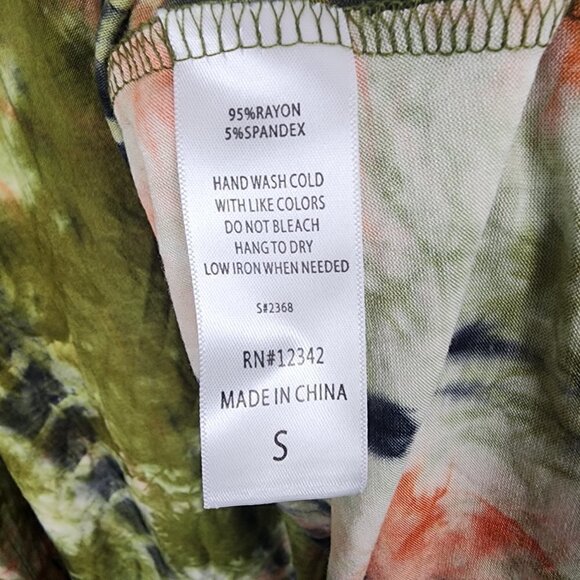 95%RAYON
5%SPANDEX
HAND WASH COLD
WITH LIKE COLORS
DO NOT BLEACH
HANG TO DRY
LOW IRON WHEN NEEDED
S#2368
RN#12342
MADE IN CHINA
S